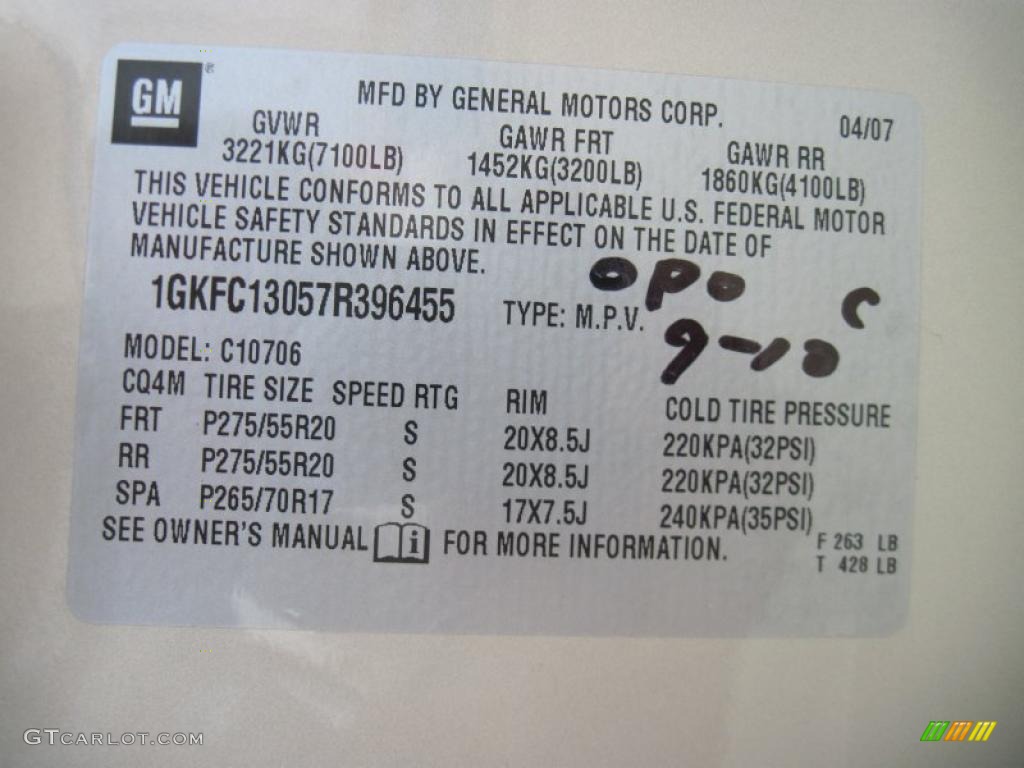 GM®
MFD BY GENERAL MOTORS CORP. 04/07
GVWR GAWR FRT GAWR RR
3221KG(7100LB) 1452KG(3200LB) 1860KG(4100LB)
THIS VEHICLE CONFORMS TO ALL APPLICABLE U.S. FEDERAL MOTOR
VEHICLE SAFETY STANDARDS IN EFFECT ON THE DATE OF
MANUFACTURE SHOWN ABOVE.
opo c
1GKFC13057R396455 TYPE: M.P.V.
9-10
MODEL: C10706
CQ4M TIRE SIZE SPEED RTG RIM COLD TIRE PRESSURE
FRT P275/55R20 S 20X8.5J 220KPA(32PSI)
RR P275/55R20 S 20X8.5J 220KPA(32PSI)
SPA P265/70R17 S 17X7.5J 240KPA(35PSI)
SEE OWNER'S MANUAL i FOR MORE INFORMATION.
F 263 LB
T 428 LB
GTCARLOT.COM